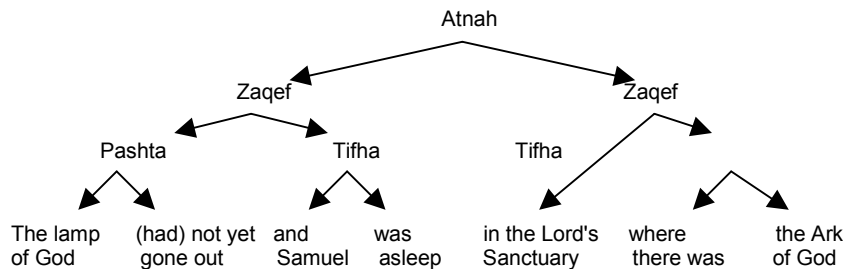 Atnah
Zaqef Zaqef
Pashta Tifha Tifha
The lamp (had) not yet and was in the Lord's where the Ark
of God gone out Samuel asleep Sanctuary there was of God